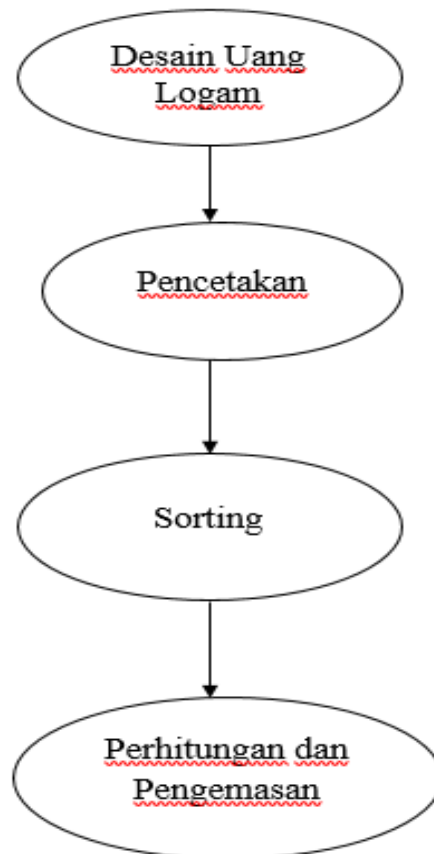 Desain Uang
Logam
Pencetakan
Sorting
Perhitungan dan
Pengemasan